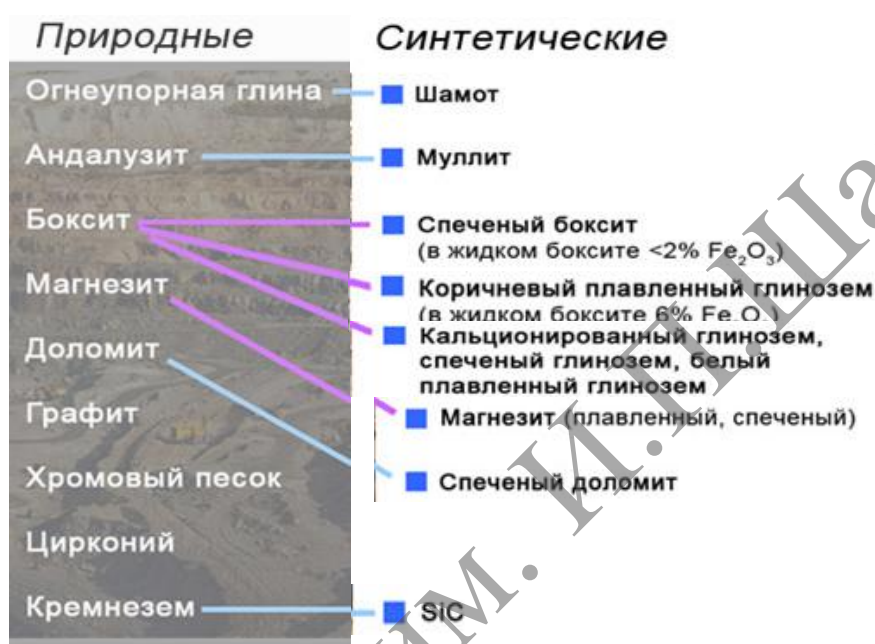 Природные
Синтетические
Огнеупорная глина
Шамот
Андалузит
Муллит
Боксит
Спеченый боксит
(в жидком боксите <2% Fe₂O₃)
Магнезит
Коричневый плавленный глинозем
(в жидком боксите 6% Fe₂O₃)
Кальционированный глинозем,
спеченый глинозем, белый
плавленный глинозем
Доломит
Магнезит (плавленный, спеченый)
Графит
Хромовый песок
Спеченый доломит
Цирконий
Кремнезем
SiC
им. И.П.Ша